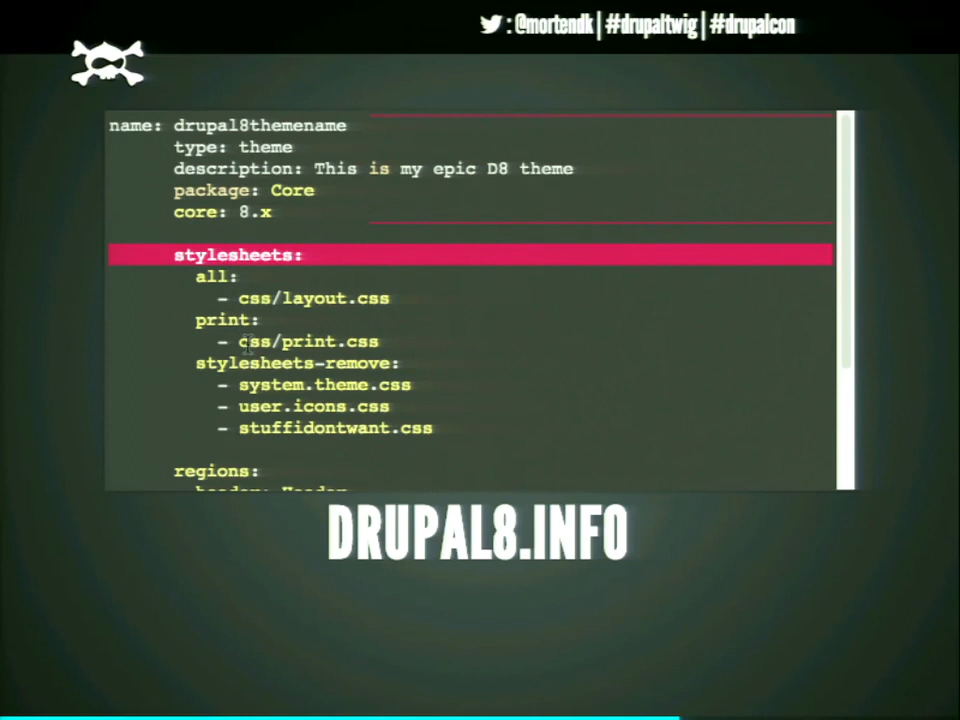 : @mortendk | #drupaltwig | #drupalcon
name: drupal8themename
type: theme
description: This is my epic D8 theme
package: Core
core: 8.x
stylesheets:
all:
- css/layout.css
print:
- css/print.css
stylesheets-remove:
- system.theme.css
- user.icons.css
- stuffidontwant.css
regions:
header: Header
DRUPAL8.INFO